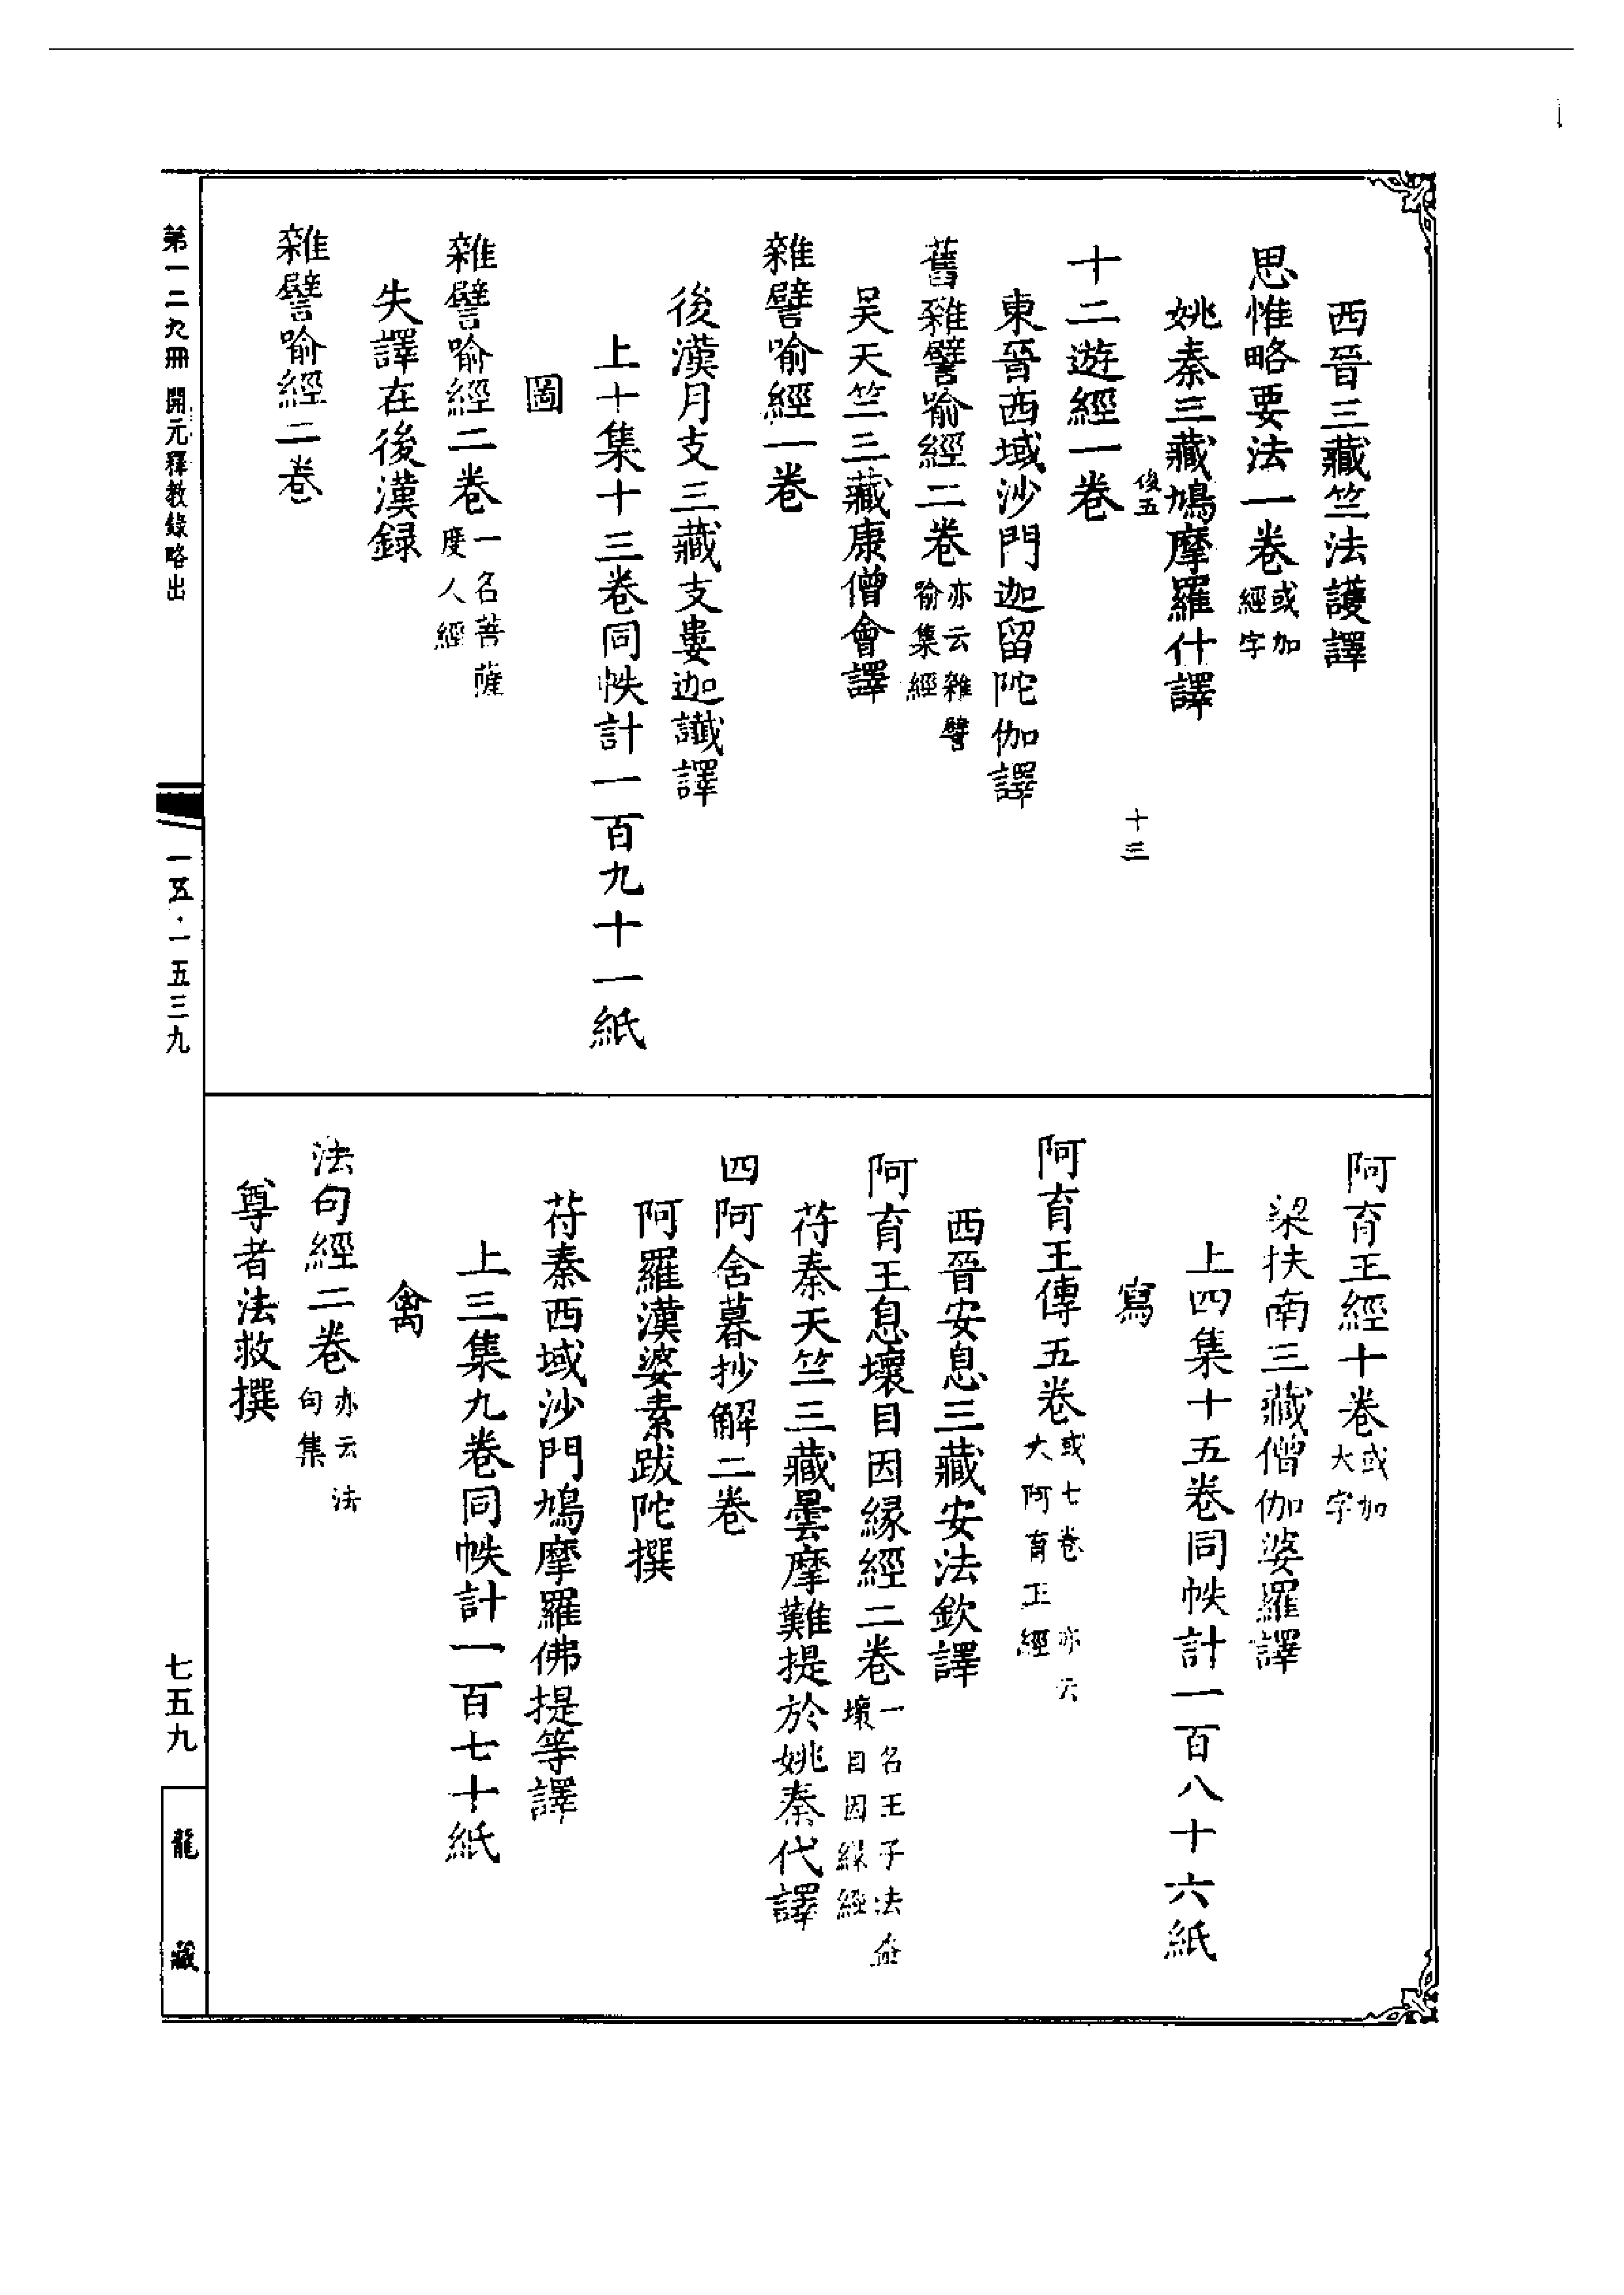 西晉三藏竺法護譯
思惟略要法一卷或加經字
姚秦三藏鳩摩羅什譯
俊五
十三
十二遊經一卷
東晉西域沙門迦留陀伽譯
舊雜譬喻經二卷亦云雜譬喻集經
吴天竺三藏康僧會譯
雜譬喻經一卷
後漢月支三藏支婁迦讖譯
上十集十三卷同帙計一百九十一紙
圖
雜譬喻經二卷一名菩薩度人經
失譯在後漢録
雜譬喻經二卷
阿育王經十卷或加大字
梁扶南三藏僧伽婆羅譯
上四集十五卷同帙計一百八十六紙
寫
阿育王傳五卷或七卷亦云大阿育王經
西晉安息三藏安法欽譯
阿育王息壞目因緣經二卷一名王子法益壞目因緣經
苻秦天竺三藏曇摩難提於姚秦代譯
四阿舍暮抄解二卷
阿羅漢婆素跋陀撰
苻秦西域沙門鳩摩羅佛提等譯
上三集九卷同帙計一百七十紙
禽
法句經二卷亦云法句集
尊者法救撰
第一二九冊 開元釋教錄略出
一五·一五三九
七五九
龍藏